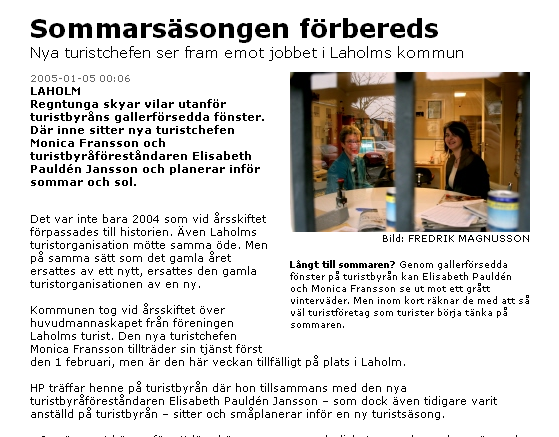 Sommarsäsongen förbereds
Nya turistchefen ser fram emot jobbet i Laholms kommun
2005-01-05 00:06
LAHOLM
Regntunga skyar vilar utanför
turistbyråns gallerförsedda fönster.
Där inne sitter nya turistchefen
Monica Fransson och
turistbyråföreståndaren Elisabeth
Pauldén Jansson och planerar inför
sommar och sol.
Bild: FREDRIK MAGNUSSON
Långt till sommaren? Genom gallerförsedda
fönster på turistbyrån kan Elisabeth Pauldén
och Monica Fransson se ut mot ett grått
vinterväder. Men inom kort räknar de med att så
väl turistföretag som turister börja tänka på
sommaren.
Det var inte bara 2004 som vid årsskiftet
förpassades till historien. Även Laholms
turistorganisation mötte samma öde. Men
på samma sätt som det gamla året
ersattes av ett nytt, ersattes den gamla
turistorganisationen av en ny.
Kommunen tog vid årsskiftet över
huvudmannaskapet från föreningen
Laholms turist. Den nya turistchefen
Monica Fransson tillträder sin tjänst först
den 1 februari, men är den här veckan tillfälligt på plats i Laholm.
HP träffar henne på turistbyrån där hon tillsammans med den nya
turistbyråföreståndaren Elisabeth Pauldén Jansson – som dock även tidigare varit
anställd på turistbyrån – sitter och småplanerar inför en ny turistsäsong.